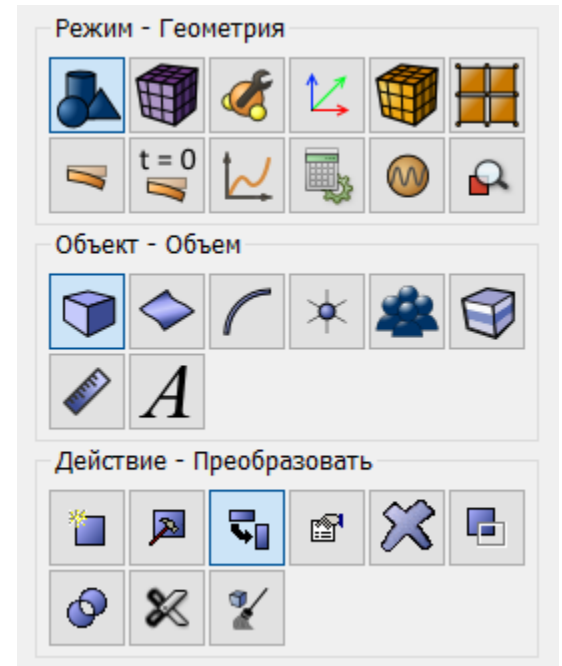 Режим - Геометрия
t = 0
Объект - Объем
A
Действие - Преобразовать